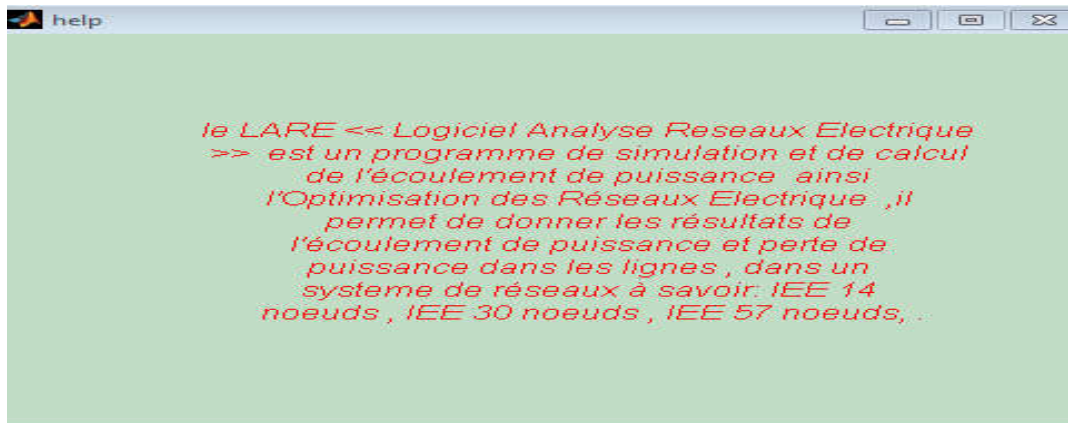 help
le LARE << Logiciel Analyse Reseaux Electrique
>> est un programme de simulation et de calcul
de l'écoulement de puissance ainsi
l'Optimisation des Réseaux Electrique ,il
permet de donner les résultats de
l'écoulement de puissance et perte de
puissance dans les lignes , dans un
systeme de réseaux à savoir: IEE 14
noeuds , IEE 30 noeuds , IEE 57 noeuds, .